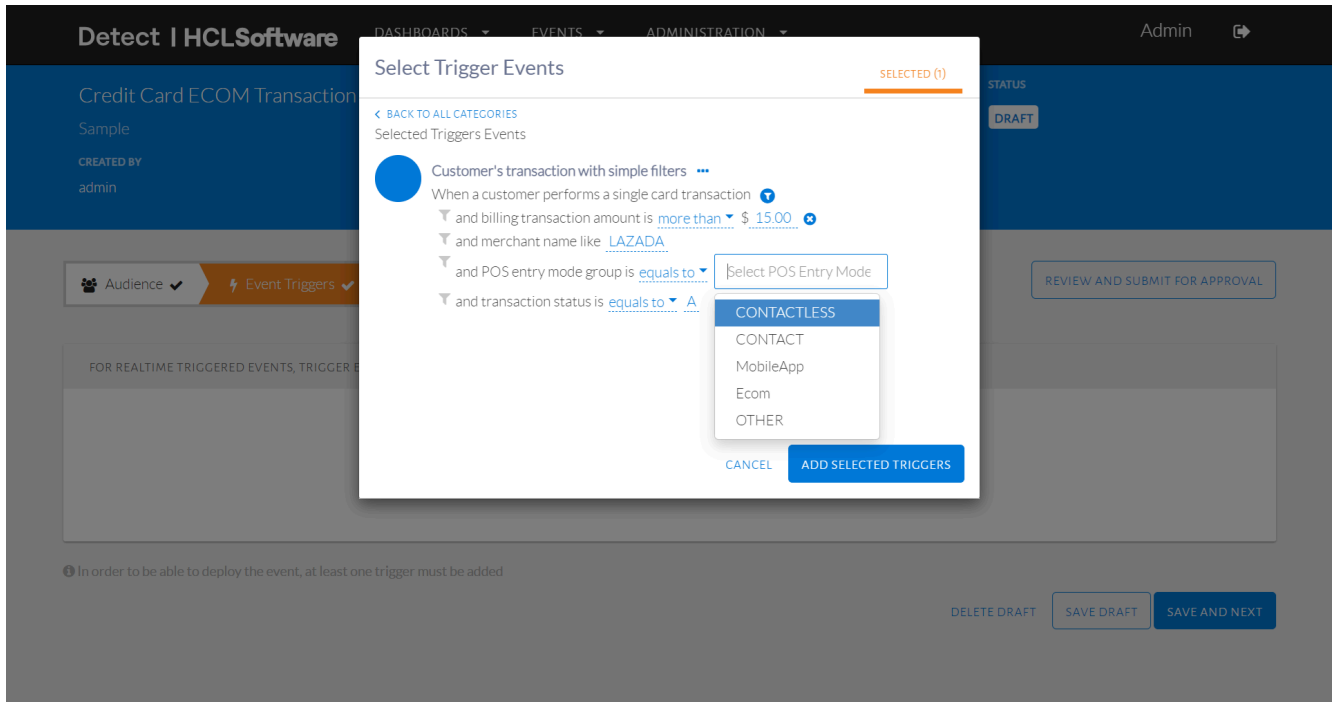 Detect | HCLSoftware
DASHBOARDS EVENTS ADMINISTRATION
Admin
Credit Card ECOM Transaction
Sample
CREATED BY
admin
STATUS
DRAFT
Audience
Event Triggers
REVIEW AND SUBMIT FOR APPROVAL
FOR REALTIME TRIGGERED EVENTS, TRIGGER E
Select Trigger Events
SELECTED (1)
BACK TO ALL CATEGORIES
Selected Triggers Events
Customer's transaction with simple filters ...
When a customer performs a single card transaction
and billing transaction amount is more than $ 15.00
and merchant name like LAZADA
and POS entry mode group is equals to Select POS Entry Mode
and transaction status is equals to A
CONTACTLESS
CONTACT
MobileApp
Ecom
OTHER
CANCEL ADD SELECTED TRIGGERS
In order to be able to deploy the event, at least one trigger must be added
DELETE DRAFT SAVE DRAFT SAVE AND NEXT